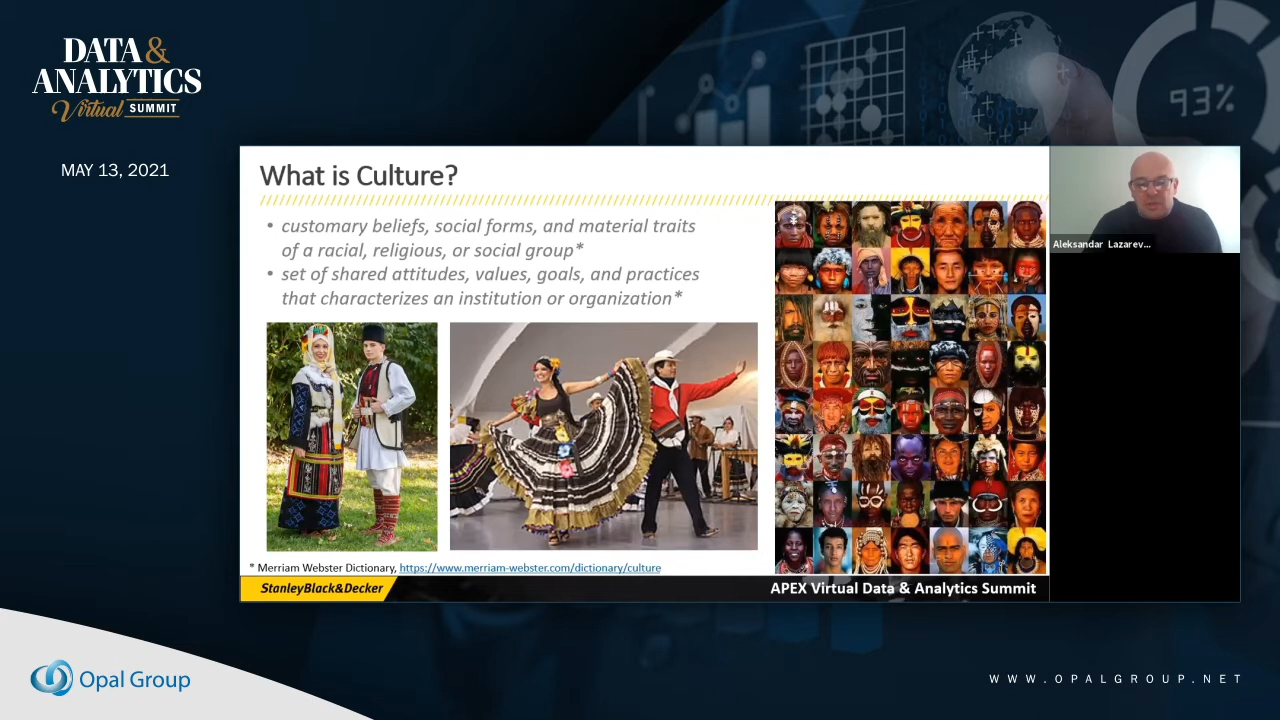 DATA &
ANALYTICS
Virtual SUMMIT
MAY 13, 2021
93%
What is Culture?
• customary beliefs, social forms, and material traits
of a racial, religious, or social group*
• set of shared attitudes, values, goals, and practices
that characterizes an institution or organization*
Aleksandar Lazarev...
* Merriam Webster Dictionary, https://www.merriam-webster.com/dictionary/culture
StanleyBlack&Decker
APEX Virtual Data & Analytics Summit
Opal Group
WWW.OPALGROUP.NET